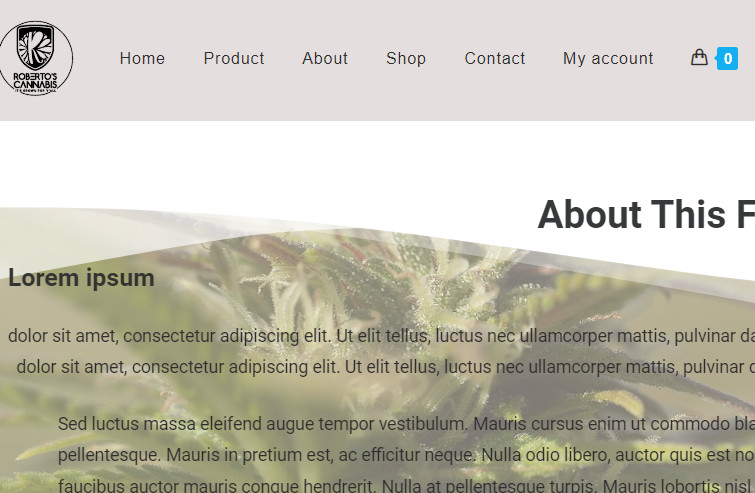 ROBERTO'S
CANNABIS
Home Product About Shop Contact My account 0
About This F
Lorem ipsum
dolor sit amet, consectetur adipiscing elit. Ut elit tellus, luctus nec ullamcorper mattis, pulvinar da
dolor sit amet, consectetur adipiscing elit. Ut elit tellus, luctus nec ullamcorper mattis, pulvinar
Sed luctus massa eleifend augue tempor vestibulum. Mauris cursus enim ut commodo bla
pellentesque. Mauris in pretium est, ac efficitur neque. Nulla odio libero, auctor quis est no
faucibus auctor mauris congue hendrerit. Nulla at pellentesque turpis. Mauris lobortis nisl